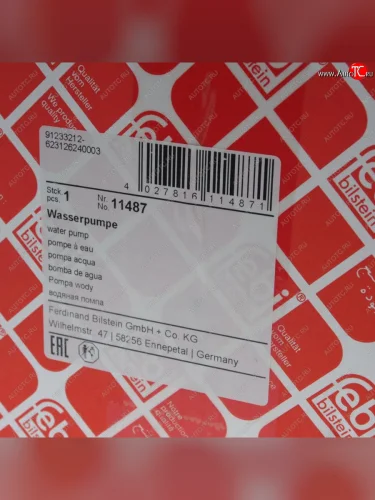 www.AutoTC.ru
91233212-
623126240003
4 027816 114871
Stck
pcs. 1
Nr.
No. 11487
Wasserpumpe
water pump
pompe à eau
pompa acqua
bomba de agua
Pompa wody
водяная помпа
Ferdinand Bilstein GmbH + Co. KG
Wilhelmstr. 47 | 58256 Ennepetal | Germany
EAC
febi
bilstein
Qualität
vom
Hersteller